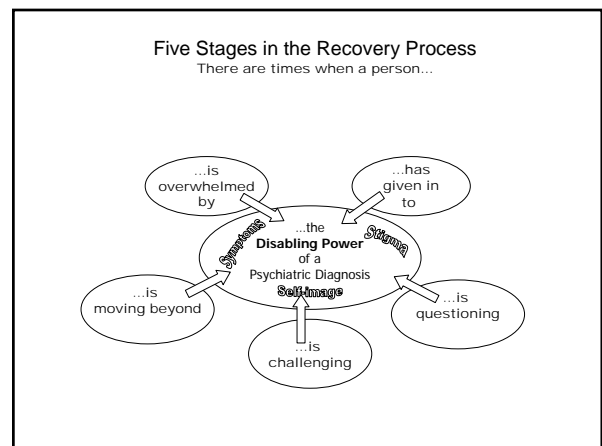 Five Stages in the Recovery Process
There are times when a person...
...is
overwhelmed
by
...has
given in
to
...the
Disabling Power
of a
Psychiatric Diagnosis
Symptoms
Stigma
Self-image
...is
moving beyond
...is
challenging
...is
questioning